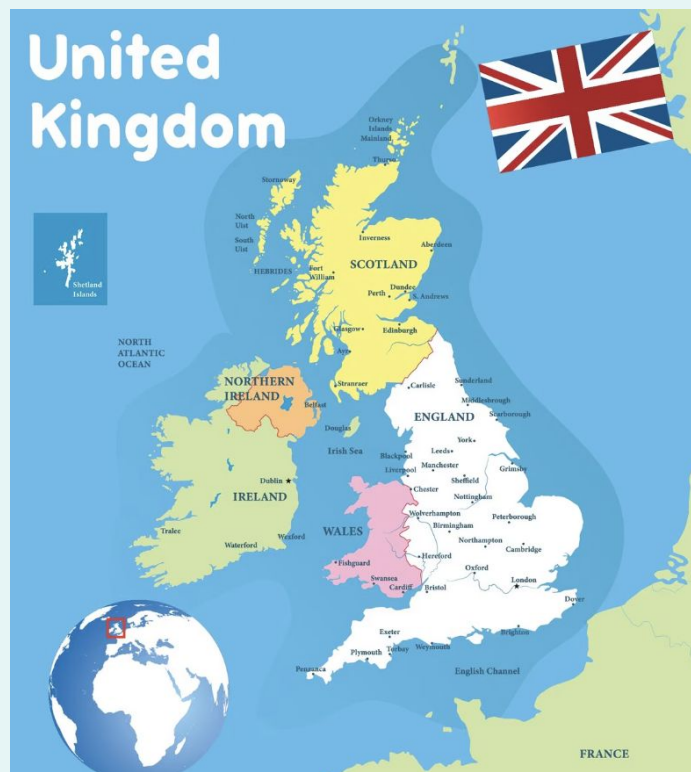 United
Kingdom
Orkney
Islands
Mainland
Thurso
Stornoway
North
Uist
South
Uist
HEBRIDES
Inverness
Aberdeen
Shetland
Islands
SCOTLAND
Fort
William
Dundee
Perth
S. Andrews
Glasgow
Edinburgh
NORTH
ATLANTIC
OCEAN
Ayr
NORTHERN
IRELAND
Stranraer
Carlisle
Sunderland
Belfast
Middlesbrough
ENGLAND
Scarborough
Douglas
York
Irish Sea
Leeds
Blackpool
Manchester
Grimsby
Liverpool
Sheffield
Dublin
Chester
IRELAND
Nottingham
Wolverhampton
Peterborough
WALES
Birmingham
Tralee
Wexford
Northampton
Waterford
Cambridge
Hereford
Fishguard
Oxford
Swansea
London
Cardiff
Bristol
Dover
Exeter
Brighton
Plymouth
Torbay
Weymouth
Penzance
English Channel
FRANCE